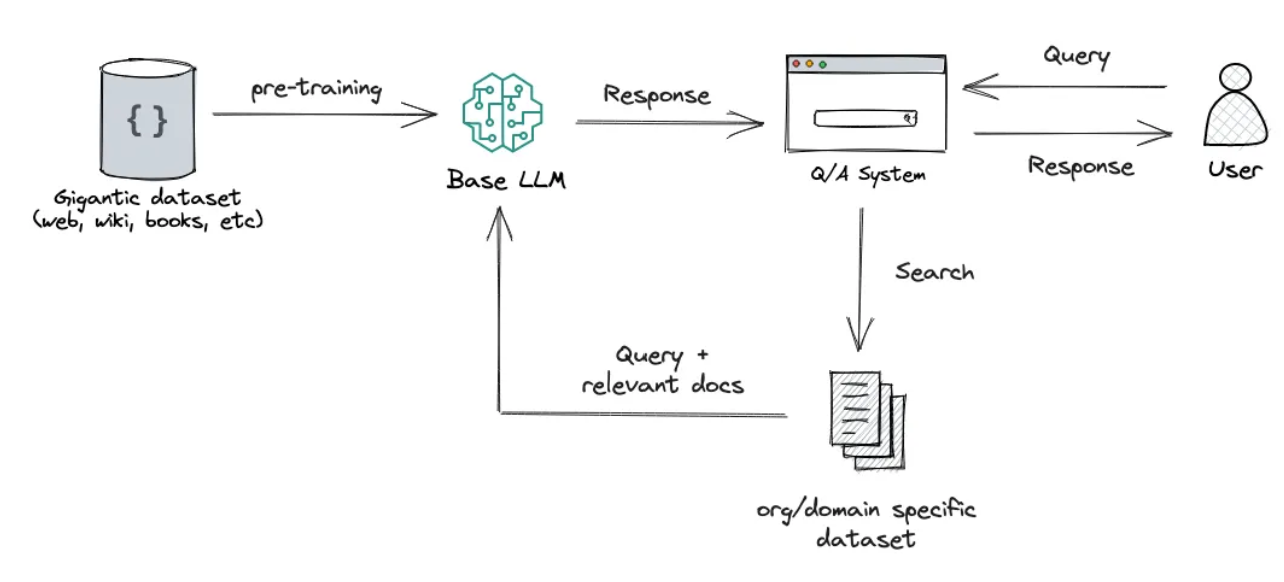 {}
pre-training
Gigantic dataset
(web, wiki, books, etc)
Base LLM
Response
Q/A System
Query
Response
User
Search
Query +
relevant docs
org/domain specific
dataset